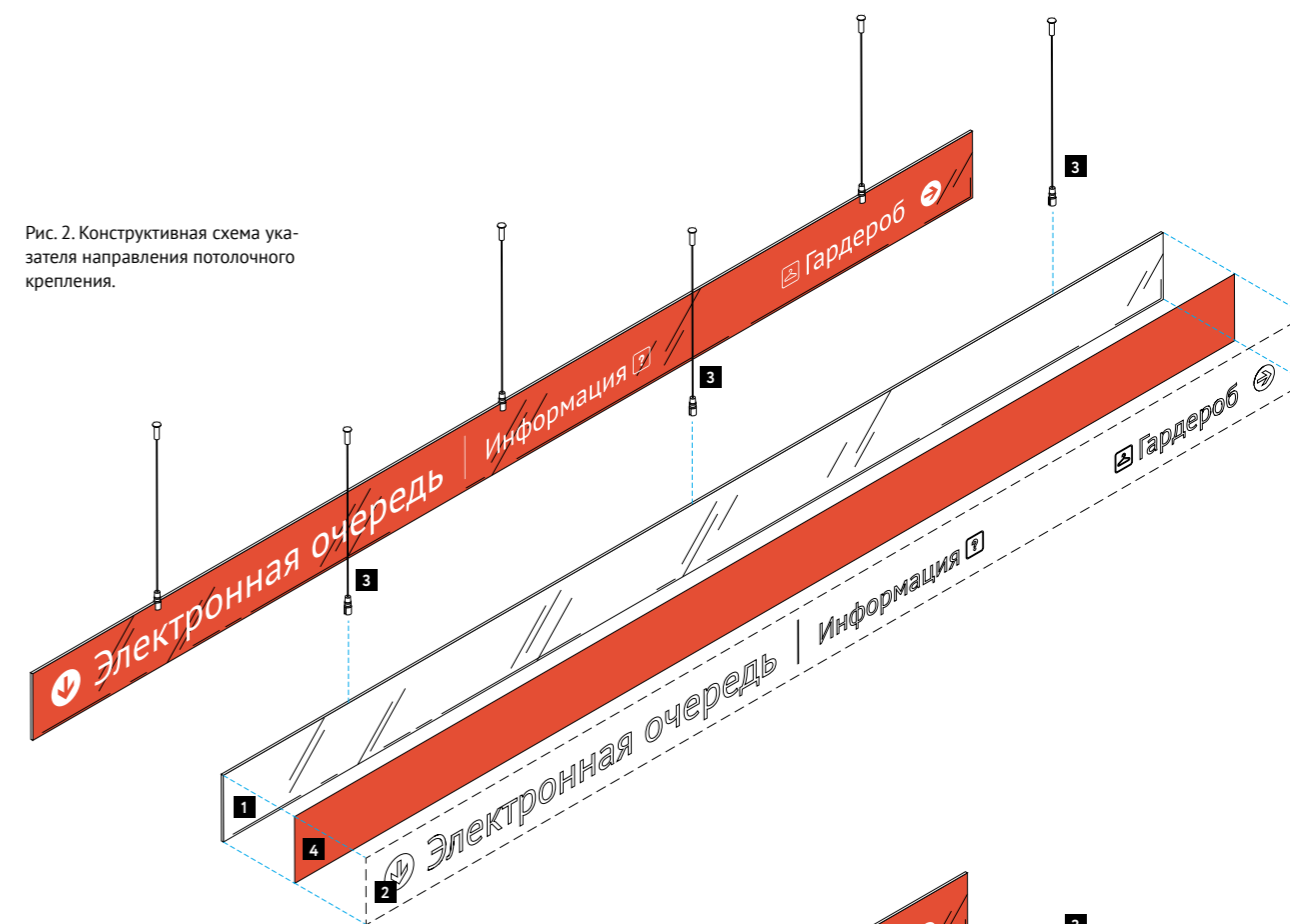 3
Рис. 2. Конструктивная схема ука-
зателя направления потолочного
крепления.
Гардероб
3
Информация ?
Электронная очередь
3
Гардероб
Информация ?
Электронная очередь
1
4
2